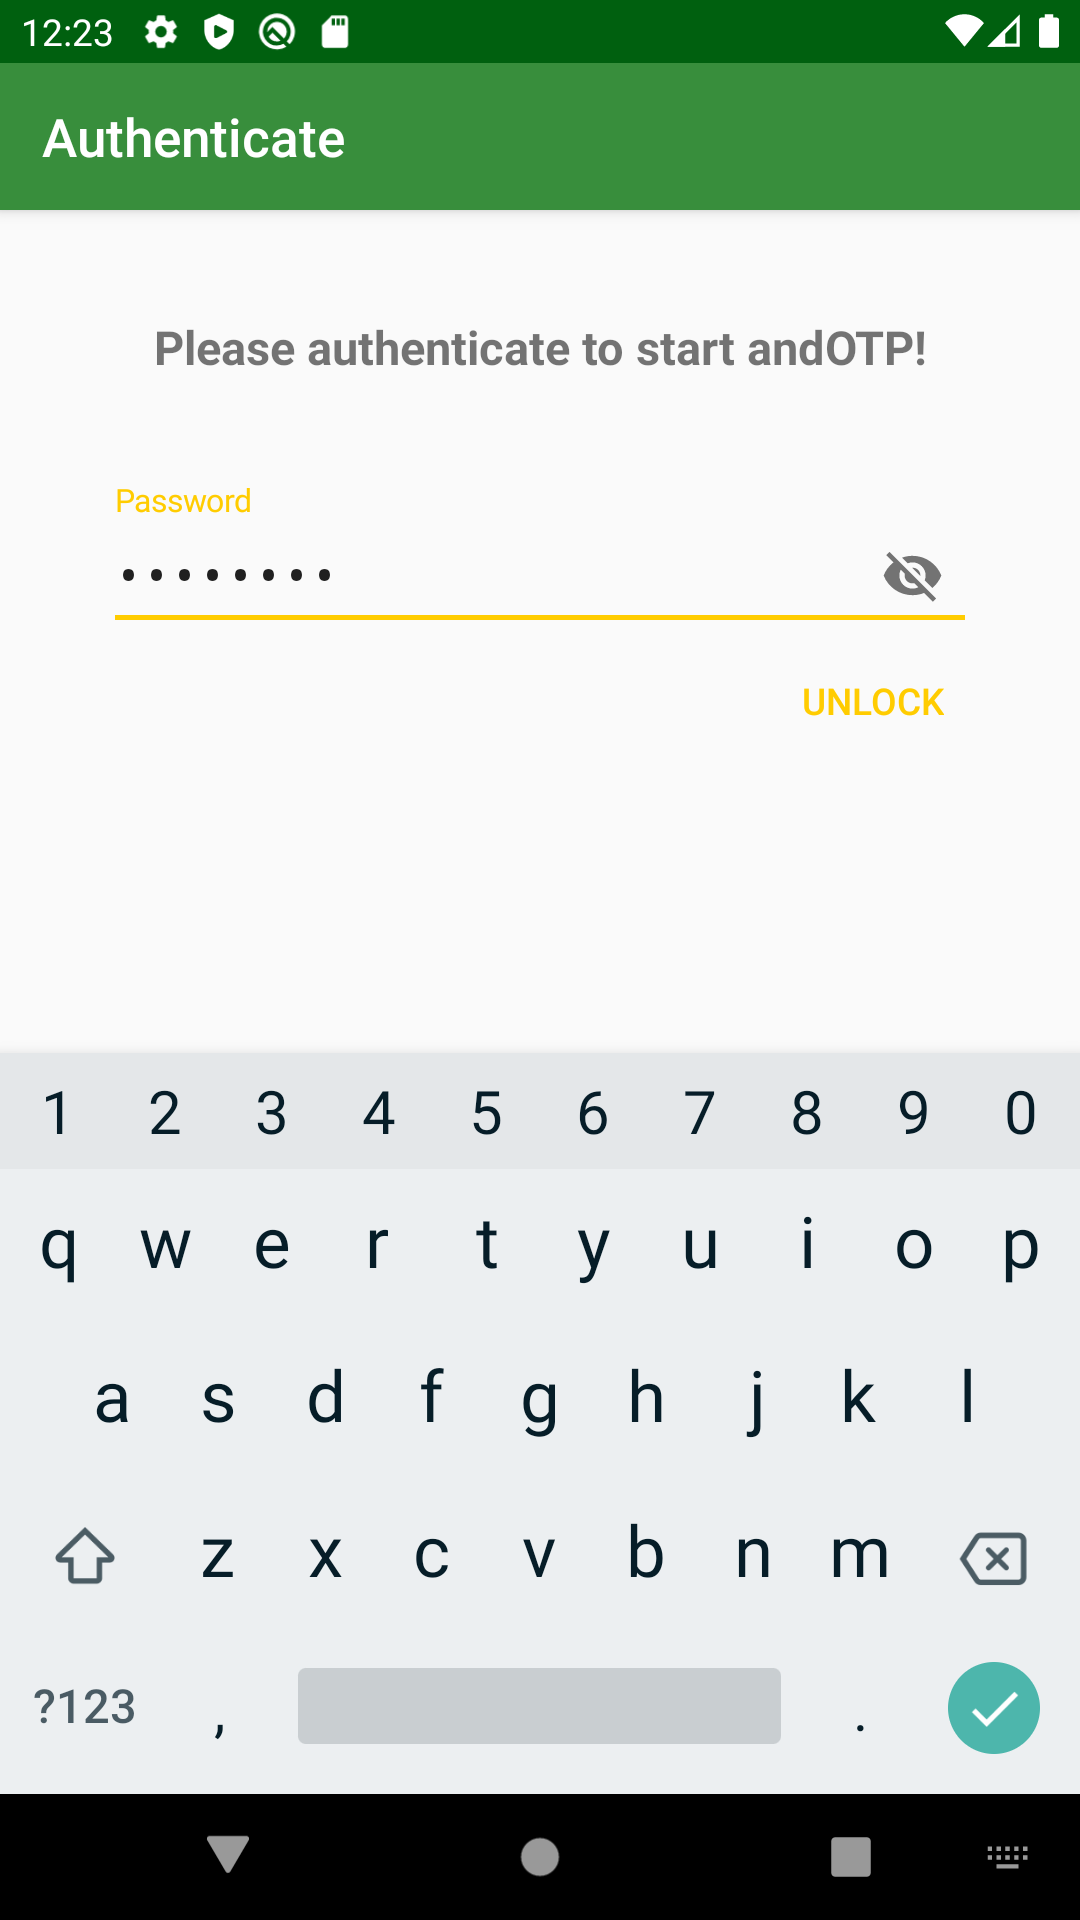 12:23
Authenticate
Please authenticate to start andOTP!
Password
••••••••
UNLOCK
1 2 3 4 5 6 7 8 9 0
q w e r t y u i o p
a s d f g h j k l
z x c v b n m
?123 , .